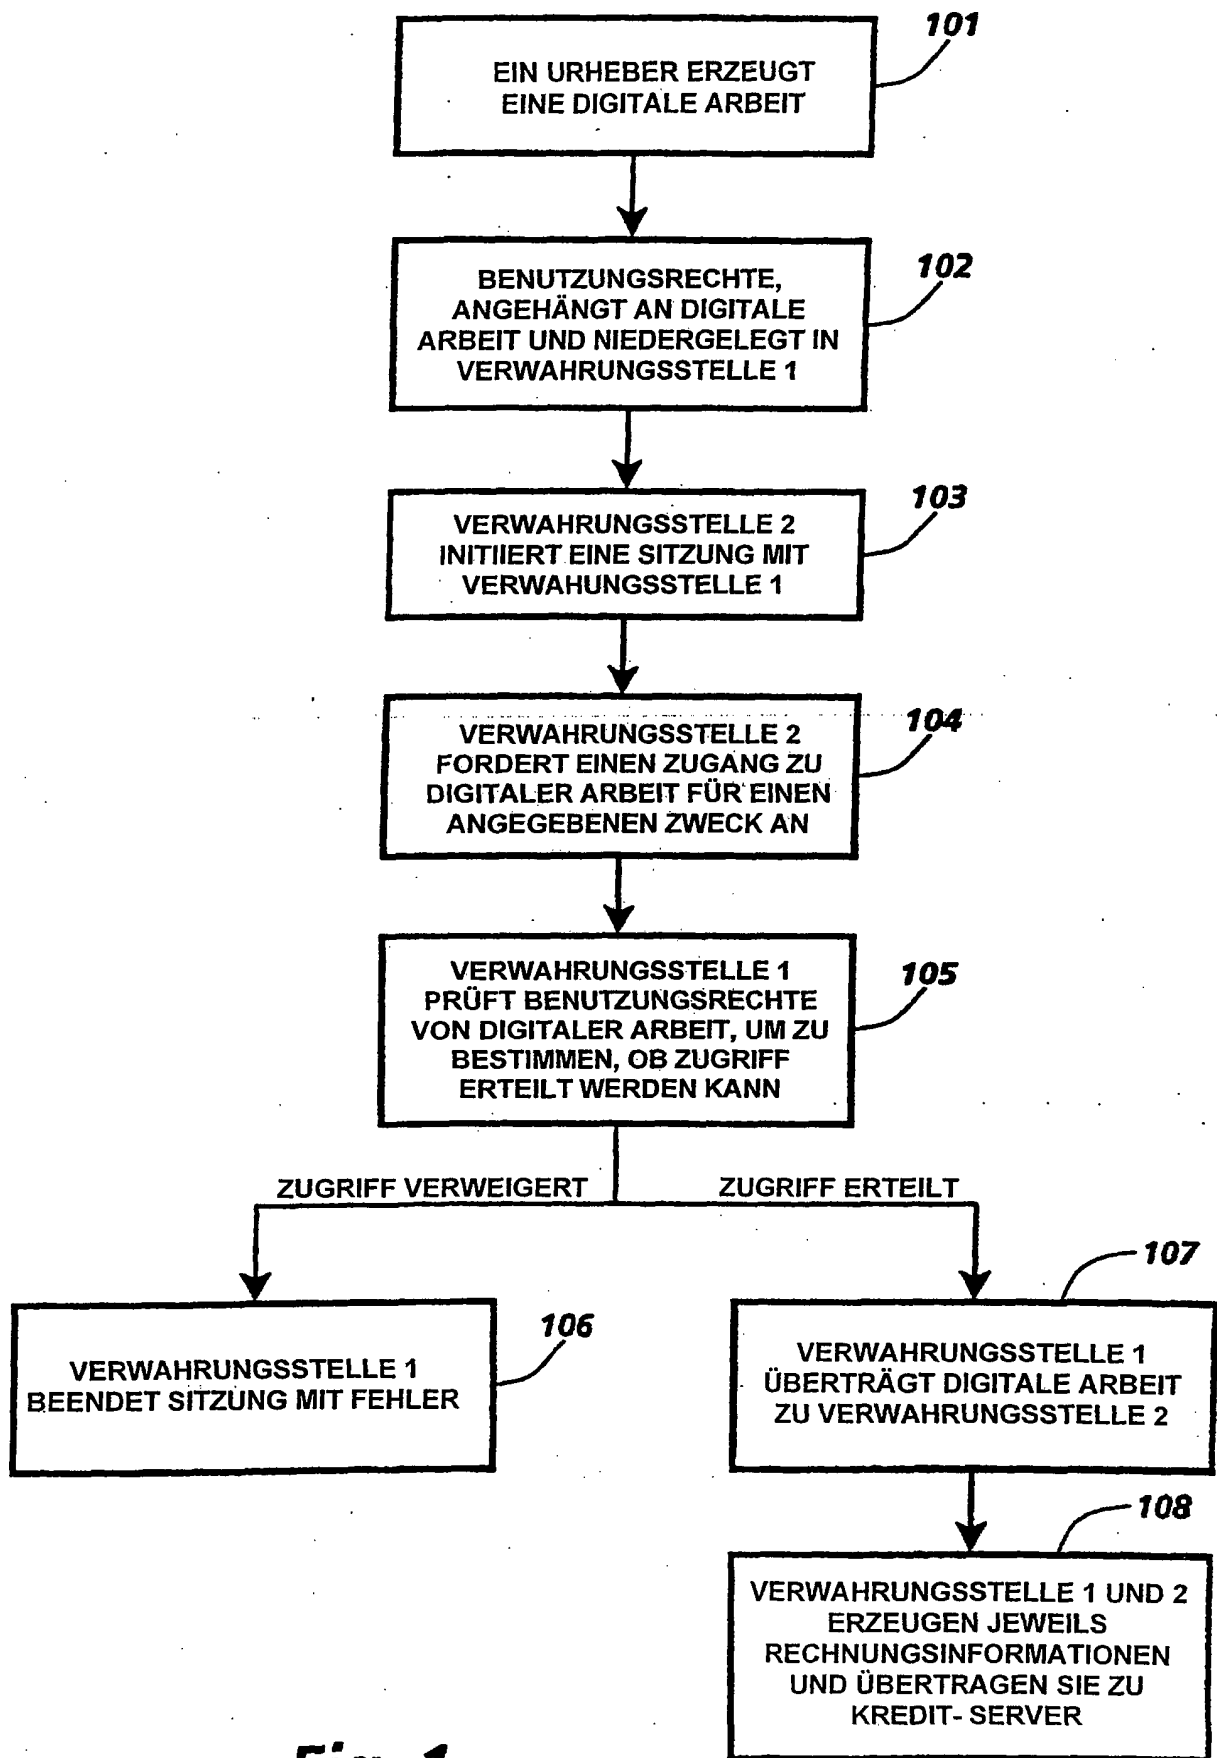 101
EIN URHEBER ERZEUGT
EINE DIGITALE ARBEIT
102
BENUTZUNGSRECHTE,
ANGEHÄNGT AN DIGITALE
ARBEIT UND NIEDERGELEGT IN
VERWAHRUNGSSTELLE 1
103
VERWAHRUNGSSTELLE 2
INITIIERT EINE SITZUNG MIT
VERWAHUNGSSTELLE 1
104
VERWAHRUNGSSTELLE 2
FORDERT EINEN ZUGANG ZU
DIGITALER ARBEIT FÜR EINEN
ANGEGEBENEN ZWECK AN
105
VERWAHRUNGSSTELLE 1
PRÜFT BENUTZUNGSRECHTE
VON DIGITALER ARBEIT, UM ZU
BESTIMMEN, OB ZUGRIFF
ERTEILT WERDEN KANN
ZUGRIFF VERWEIGERT
ZUGRIFF ERTEILT
106
VERWAHRUNGSSTELLE 1
BEENDET SITZUNG MIT FEHLER
107
VERWAHRUNGSSTELLE 1
ÜBERTRÄGT DIGITALE ARBEIT
ZU VERWAHRUNGSSTELLE 2
108
VERWAHRUNGSSTELLE 1 UND 2
ERZEUGEN JEWEILS
RECHNUNGSINFORMATIONEN
UND ÜBERTRAGEN SIE ZU
KREDIT- SERVER
Fig. 1